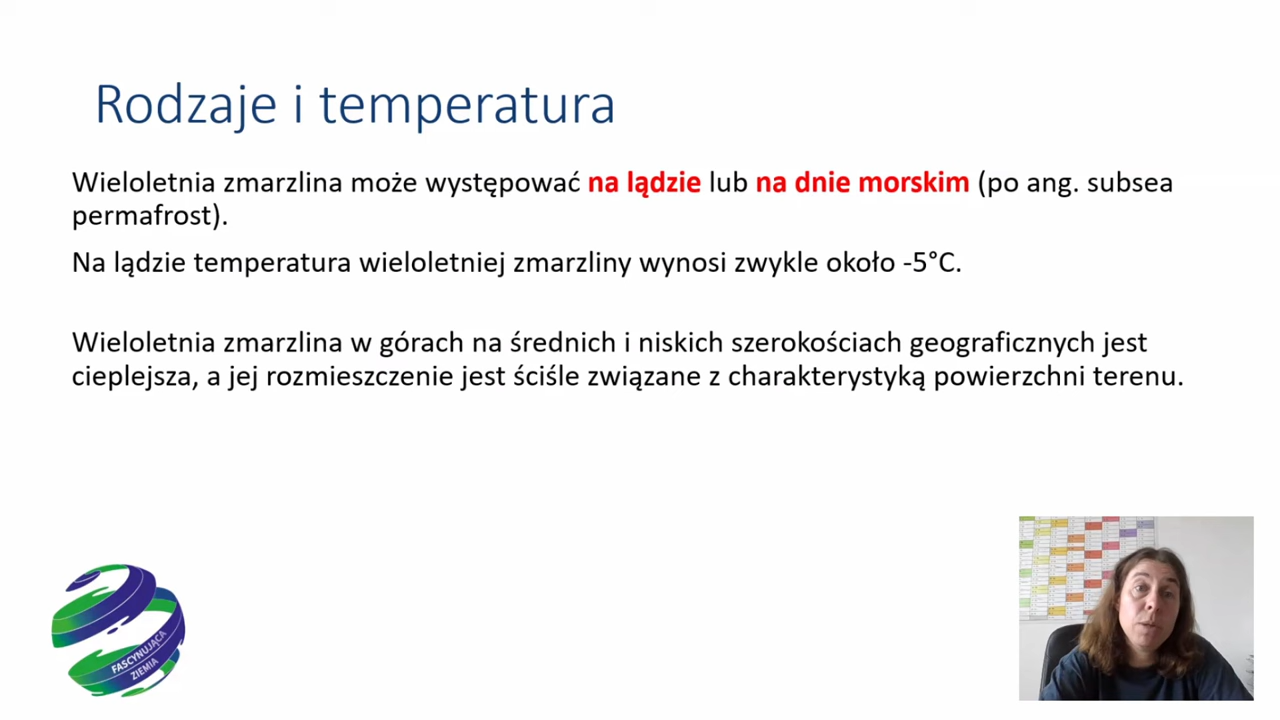 Rodzaje i temperatura
Wieloletnia zmarzlina może występować na lądzie lub na dnie morskim (po ang. subsea
permafrost).
Na lądzie temperatura wieloletniej zmarzliny wynosi zwykle około -5°C.
Wieloletnia zmarzlina w górach na średnich i niskich szerokościach geograficznych jest
cieplejsza, a jej rozmieszczenie jest ściśle związane z charakterystyką powierzchni terenu.
FASCYNUJĄCA
ZIEMIA